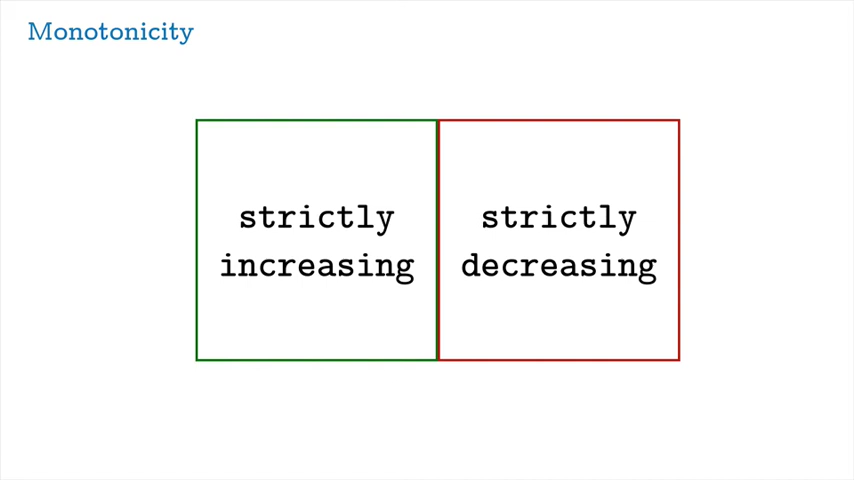 Monotonicity
strictly
increasing
strictly
decreasing